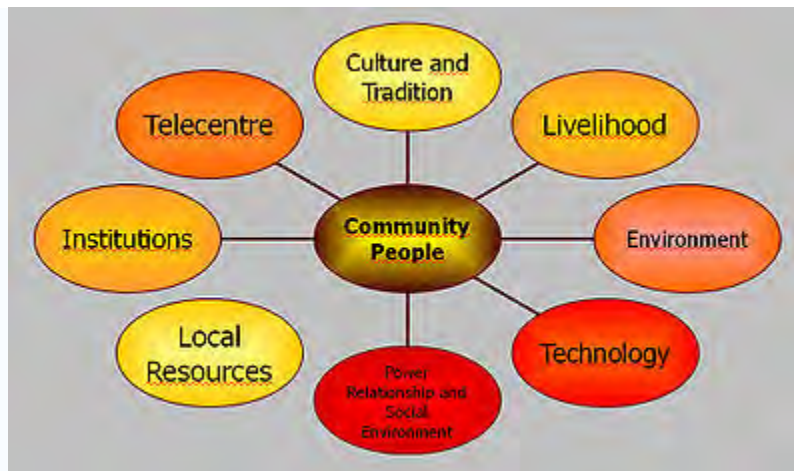 Culture and
Tradition
Telecentre
Livelihood
Community
People
Institutions
Environment
Local
Resources
Technology
Power
Relationship and
Social
Environment